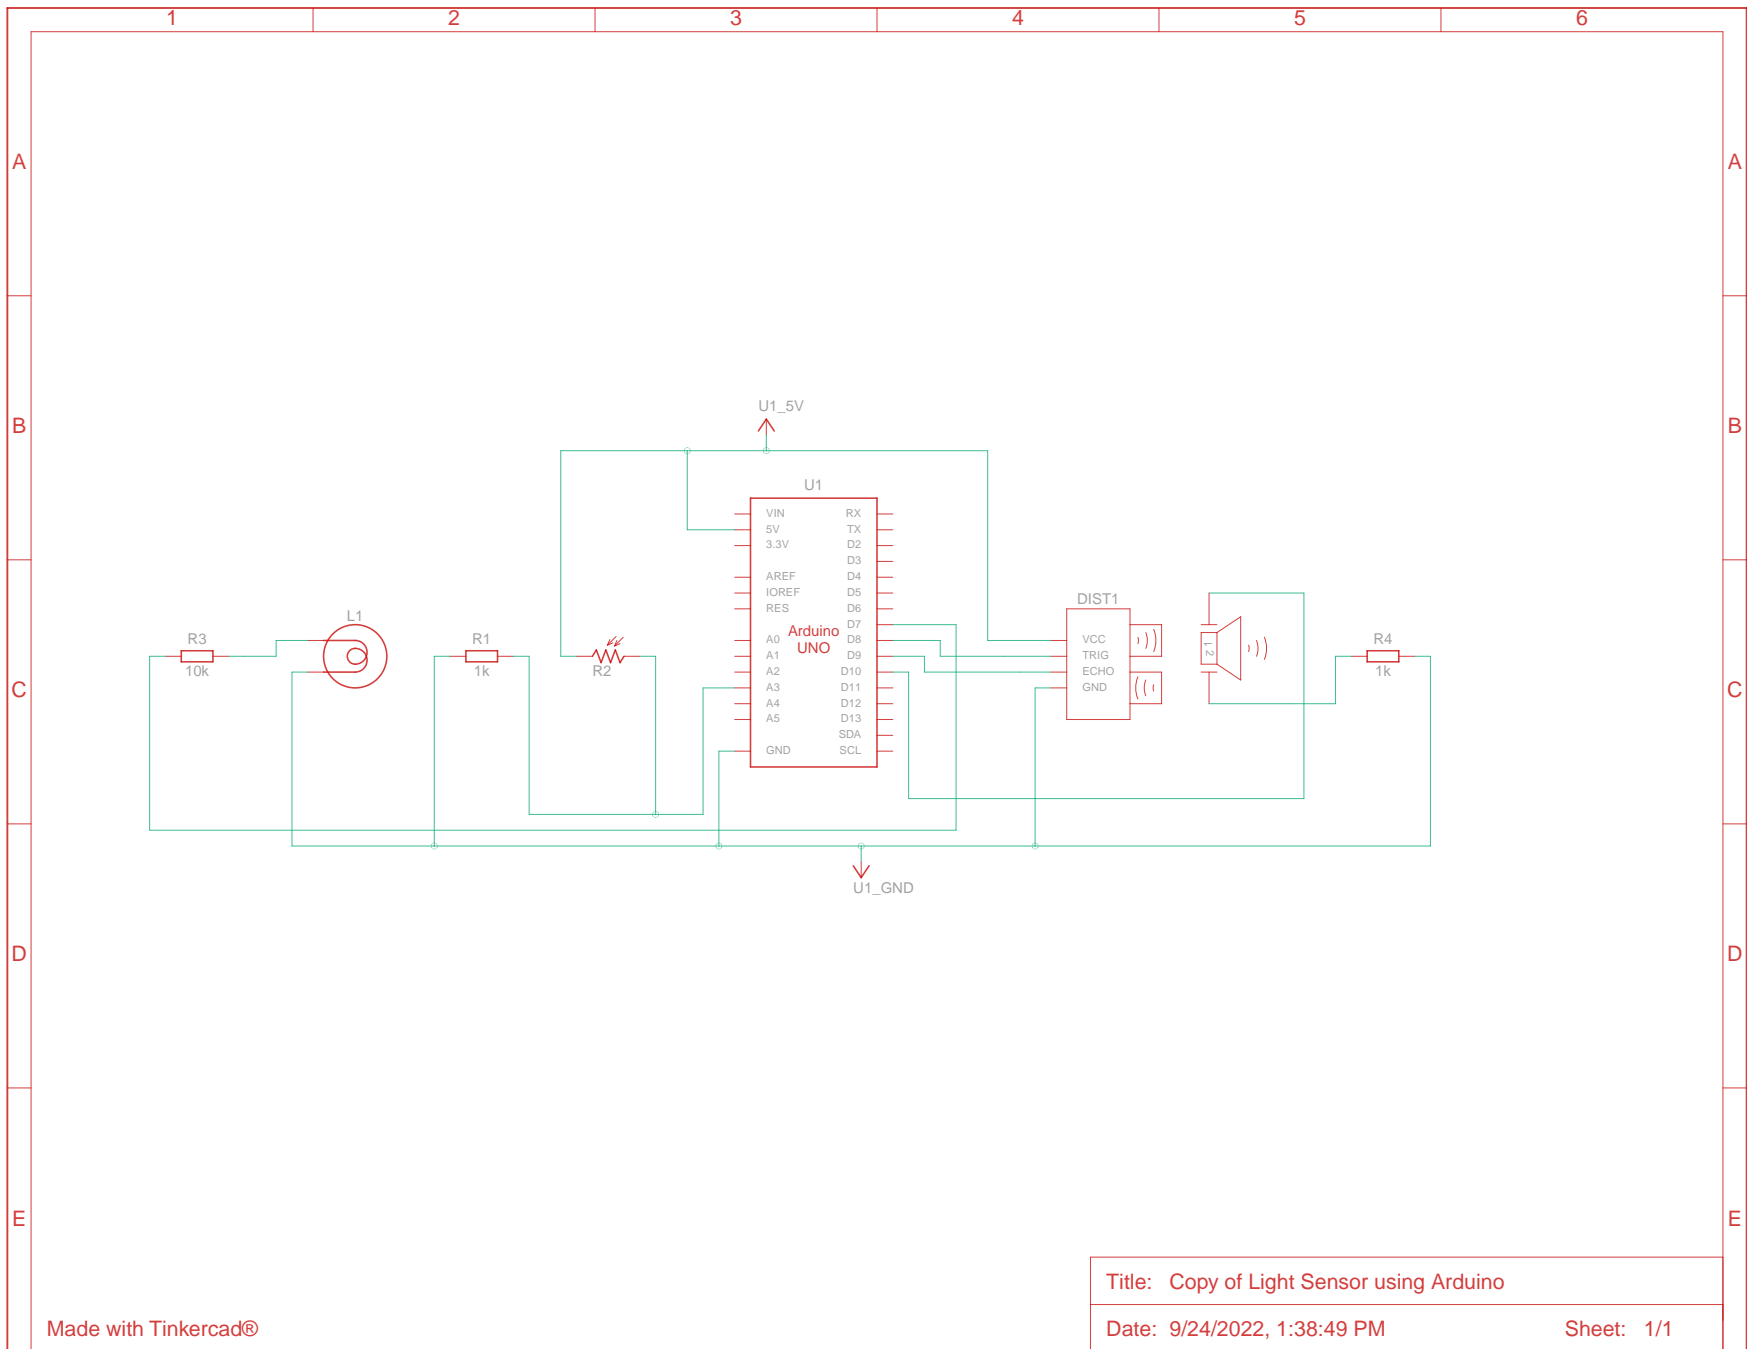 1 2 3 4 5 6
A A
B B
C C
D D
E E
U1_5V
U1
VIN RX
5V TX
3.3V D2
D3
AREF D4
IOREF D5
RES D6
D7
A0 D8
A1 D9
A2 D10
A3 D11
A4 D12
A5 D13
SDA
GND SCL
Arduino
UNO
R3
10k
L1
R1
1k
R2
DIST1
VCC
TRIG
ECHO
GND
L2
R4
1k
U1_GND
Title: Copy of Light Sensor using Arduino
Made with Tinkercad®
Date: 9/24/2022, 1:38:49 PM Sheet: 1/1